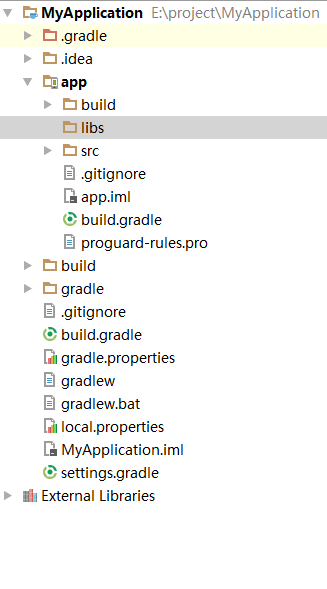 MyApplication E:\project\MyApplication
.gradle
.idea
app
build
libs
src
.gitignore
app.iml
build.gradle
proguard-rules.pro
build
gradle
.gitignore
build.gradle
gradle.properties
gradlew
gradlew.bat
local.properties
MyApplication.iml
settings.gradle
External Libraries